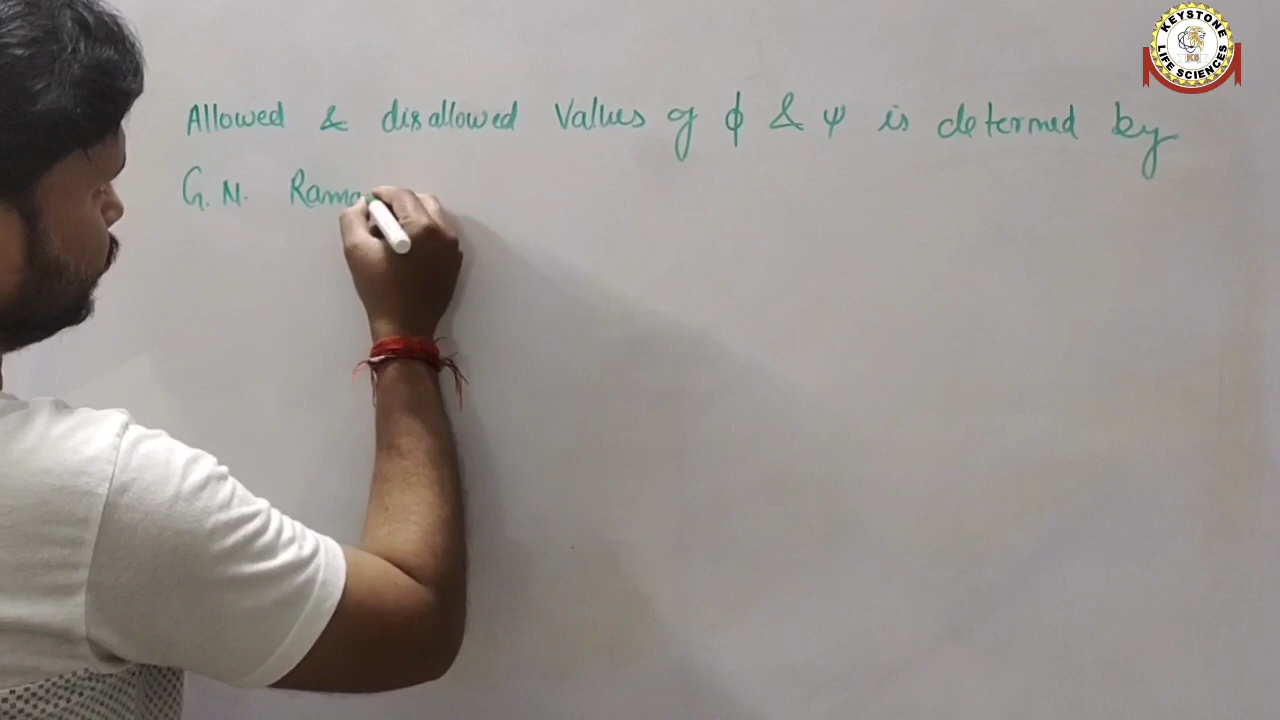 Allowed & disallowed Values of ϕ & ψ is determed by
G. N. Rama
KEYSTONE
LIFE SCIENCES